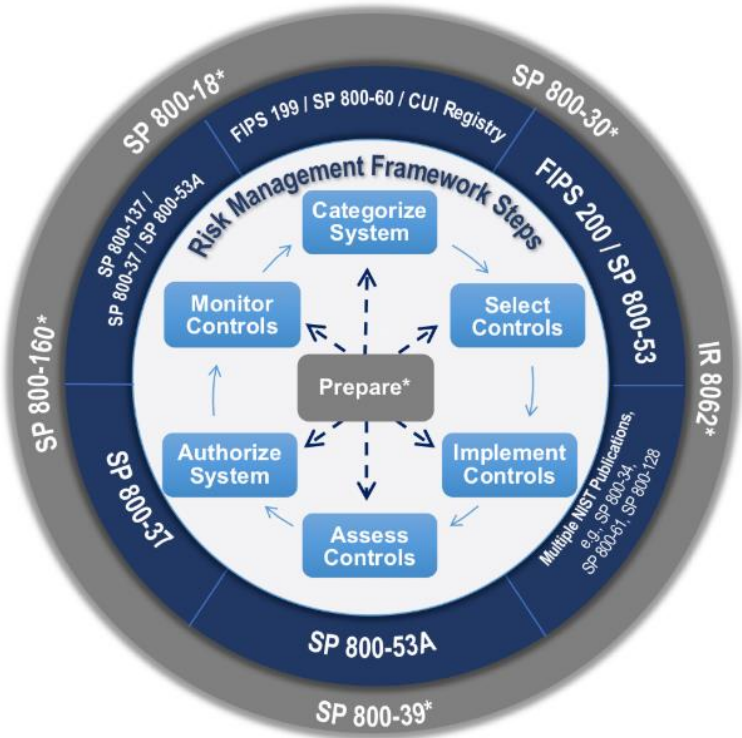 SP 800-18*
SP 800-30*
IR 8062*
SP 800-39*
SP 800-160*
FIPS 199 / SP 800-60 / CUI Registry
FIPS 200 / SP 800-53
Multiple NIST Publications,
e.g., SP 800-34,
SP 800-61, SP 800-128
SP 800-53A
SP 800-37
SP 800-137 /
SP 800-37 / SP 800-53A
Risk Management Framework Steps
Categorize
System
Select
Controls
Implement
Controls
Assess
Controls
Authorize
System
Monitor
Controls
Prepare*